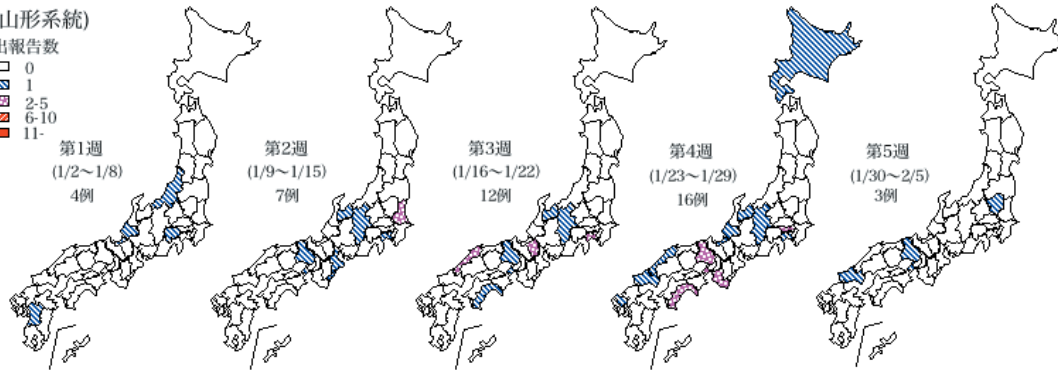 山形系統)
出報告数
0
1
2-5
6-10
11-
第1週
(1/2～1/8)
4例
第2週
(1/9～1/15)
7例
第3週
(1/16～1/22)
12例
第4週
(1/23～1/29)
16例
第5週
(1/30～2/5)
3例